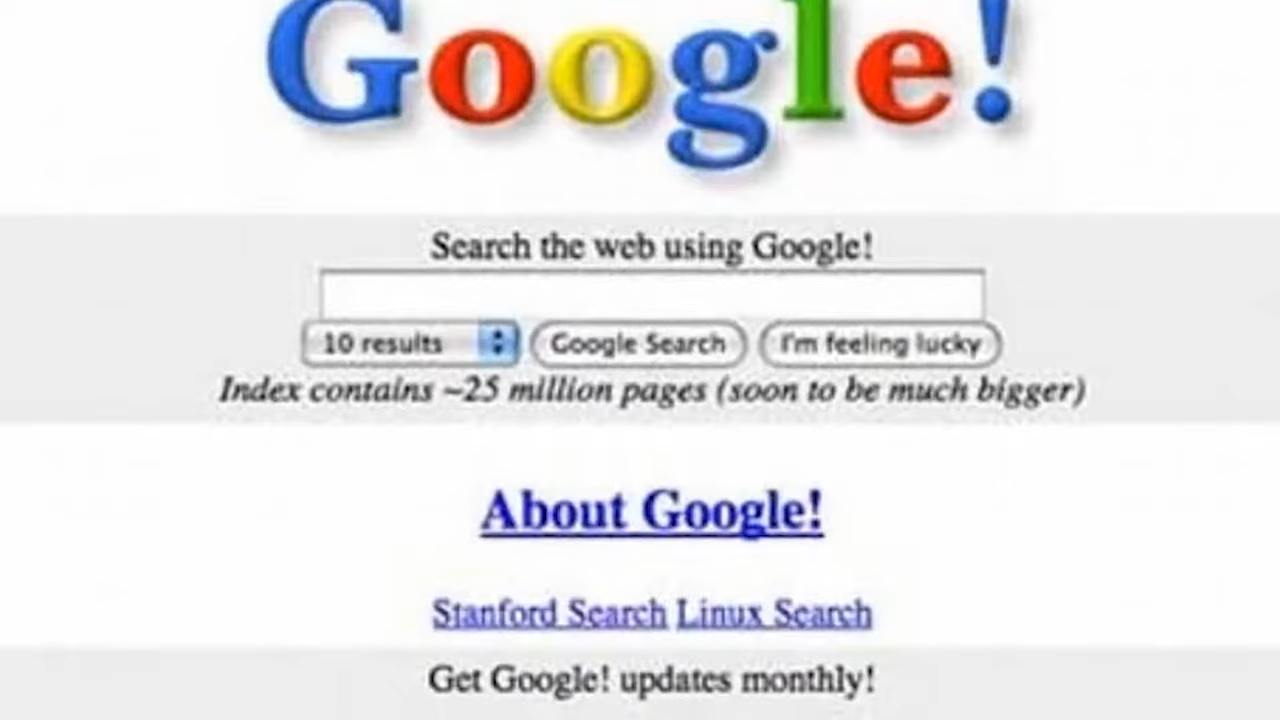 Google!
Search the web using Google!
10 results Google Search I'm feeling lucky
Index contains ~25 million pages (soon to be much bigger)
About Google!
Stanford Search Linux Search
Get Google! updates monthly!